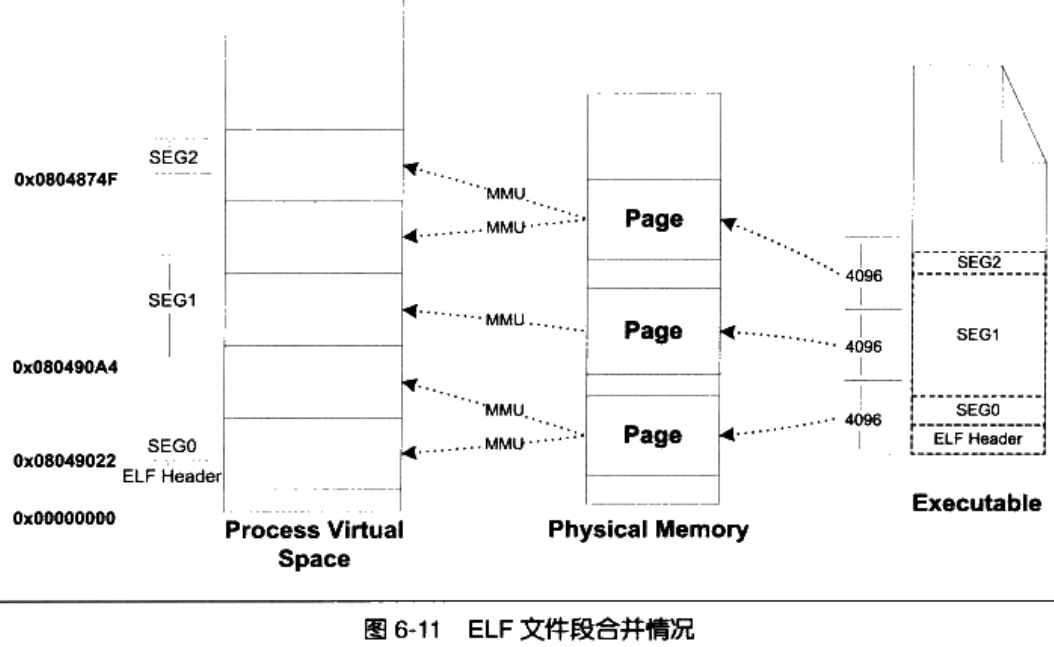 SEG2
0x0804874F
SEG1
0x080490A4
SEG0
0x08049022
ELF Header
0x00000000
Process Virtual
Space
MMU
MMU
MMU
MMU
MMU
Page
Page
Page
Physical Memory
4096
4096
4096
SEG2
SEG1
SEG0
ELF Header
Executable
图 6-11 ELF 文件段合并情况